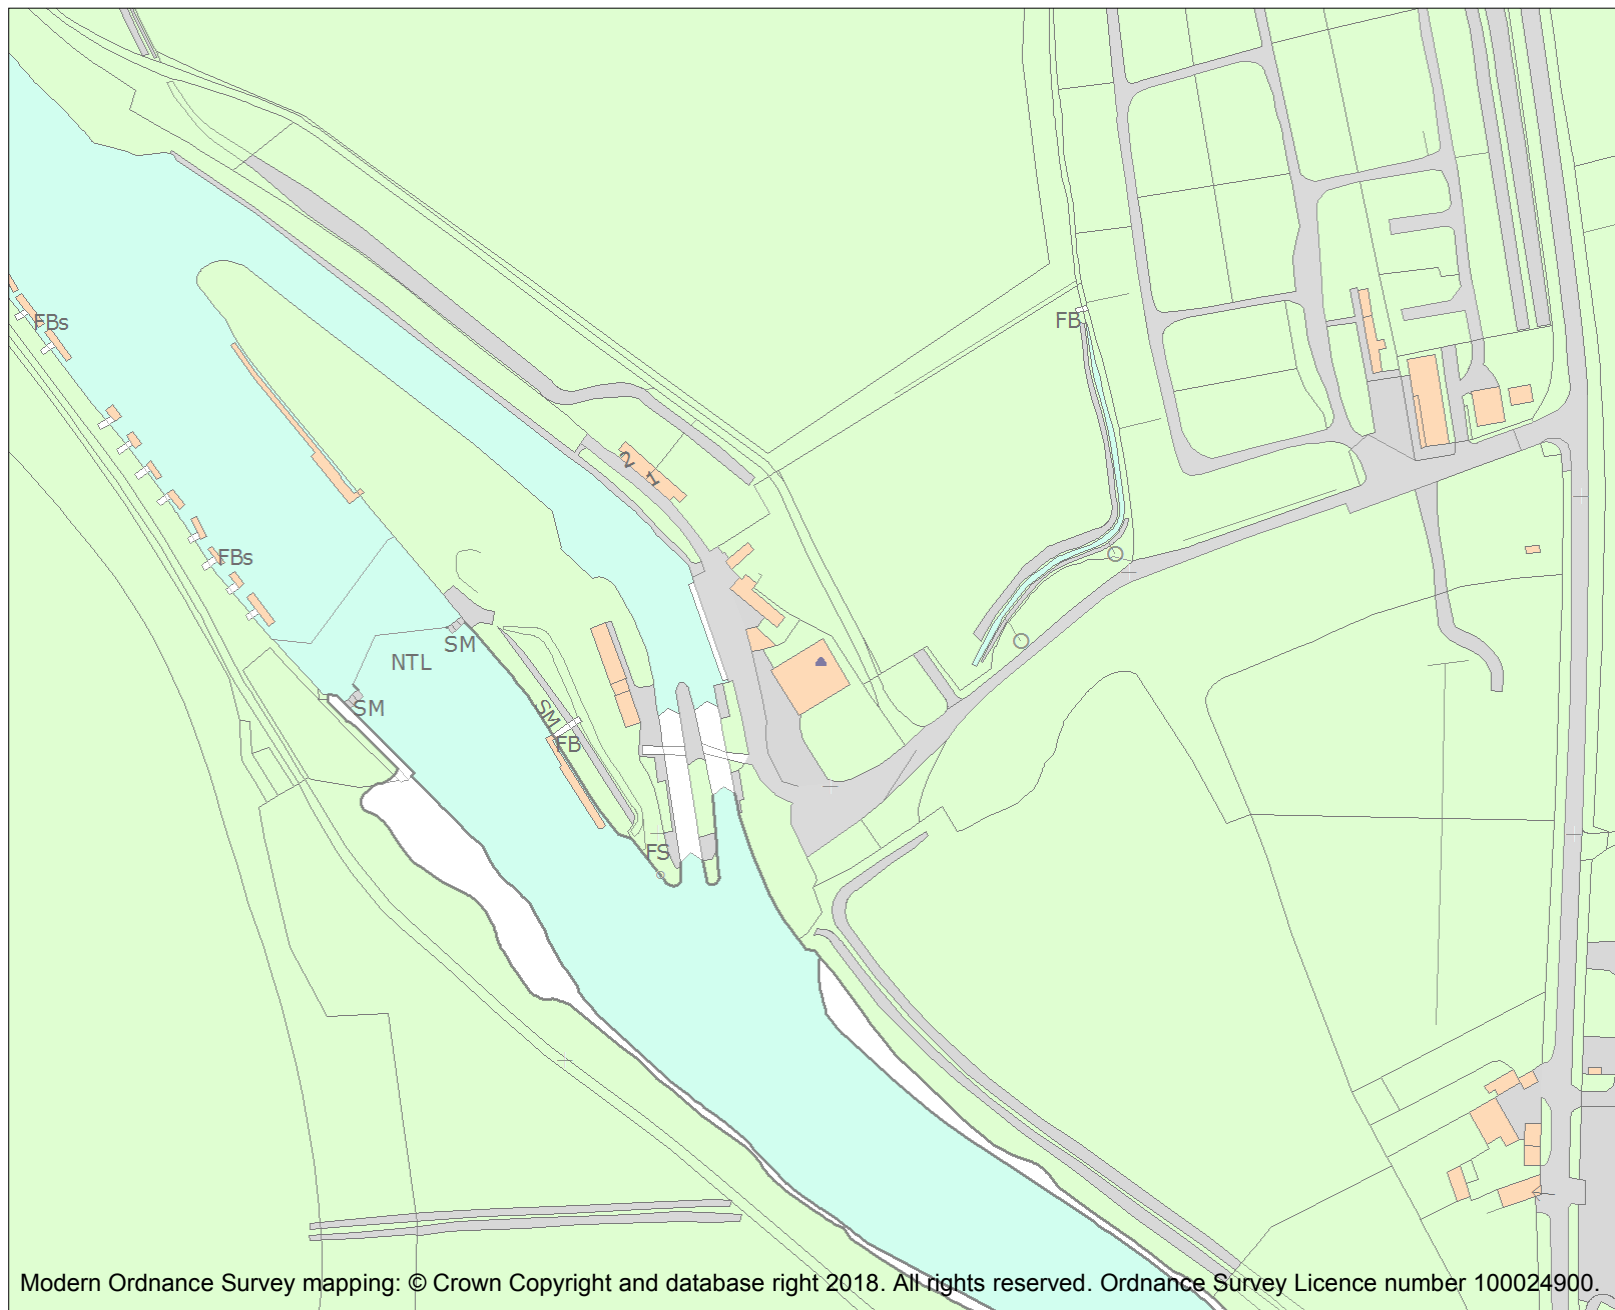 FBs
FB
2
1
FBs
SM
NTL
SM
SM
FB
FS
Modern Ordnance Survey mapping: © Crown Copyright and database right 2018. All rights reserved. Ordnance Survey Licence number 100024900.